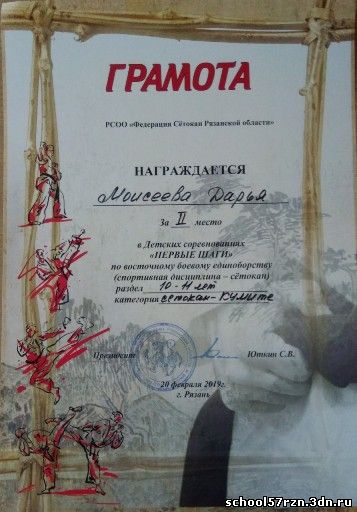 ГРАМОТА
РСОО «Федерация Сётокан Рязанской области»
НАГРАЖДАЕТСЯ
Моисеева Дарья
За II место
в Детских соревнованиях
«ПЕРВЫЕ ШАГИ»
по восточному боевому единоборству
(спортивная дисциплина – сётокан)
раздел 10-11 лет
категория сётокан-кумите
Президент Юткин С.В.
20 февраля 2019г.
г. Рязань
school57rzn.3dn.ru